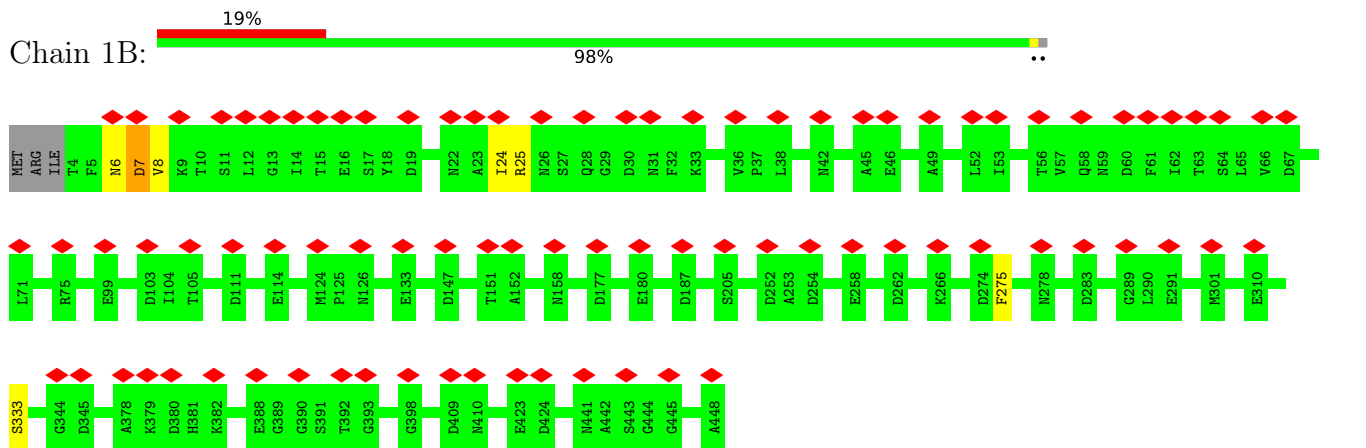 19%
Chain 1B:
98%
••
MET ARG ILE T4 F5 N6 D7 V8 K9 T10 S11 L12 G13 I14 T15 E16 S17 Y18 D19 N22 A23 I24 R25 N26 S27 Q28 G29 D30 N31 F32 K33 V36 P37 L38 N42 A45 E46 A49 L52 I53 T56 V57 Q58 N59 D60 F61 I62 T63 S64 L65 V66 D67
L71 R75 E99 D103 I104 T105 D111 E114 M124 P125 N126 E133 D147 T151 A152 N158 D177 E180 D187 S205 D252 A253 D254 E258 D262 K266 D274 F275 N278 D283 G289 L290 E291 M301 E310
S333 G344 D345 A378 K379 D380 H381 K382 E388 G389 G390 S391 T392 G393 G398 D409 N410 E423 D424 N441 A442 S443 G444 G445 A448